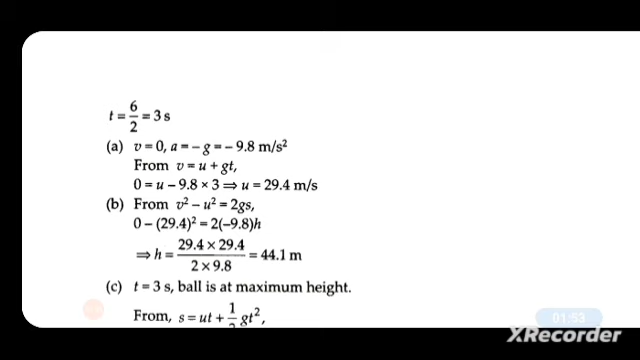 t = 6/2 = 3 s
(a) v = 0, a = – g = – 9.8 m/s²
From v = u + gt,
0 = u – 9.8 × 3 ⇒ u = 29.4 m/s
(b) From v² – u² = 2gs,
0 – (29.4)² = 2(–9.8)h
⇒ h = 29.4 × 29.4 / 2 × 9.8 = 44.1 m
(c) t = 3 s, ball is at maximum height.
From, s = ut + 1/2 gt²,
01:53
XRecorder